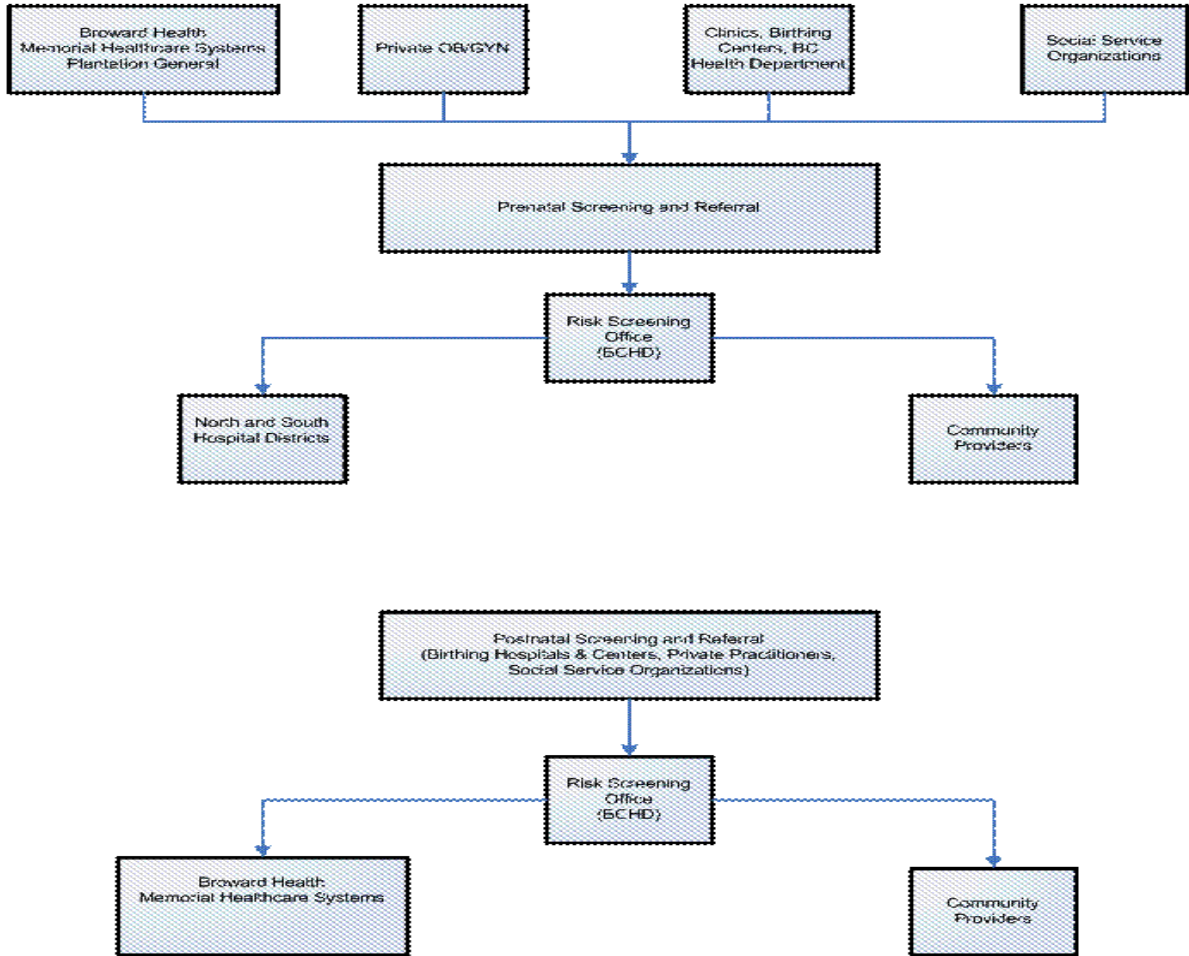 Broward Health
Memorial Healthcare Systems
Plantation General
Private OB/GYN
Clinics, Birthing
Centers, BC
Health Department
Social Service
Organizations
Prenatal Screening and Referral
Risk Screening
Office
(BCHD)
North and South
Hospital Districts
Community
Providers
Postnatal Screening and Referral
(Birthing Hospitals & Centers, Private Practitioners,
Social Service Organizations)
Risk Screening
Office
(BCHD)
Broward Health
Memorial Healthcare Systems
Community
Providers